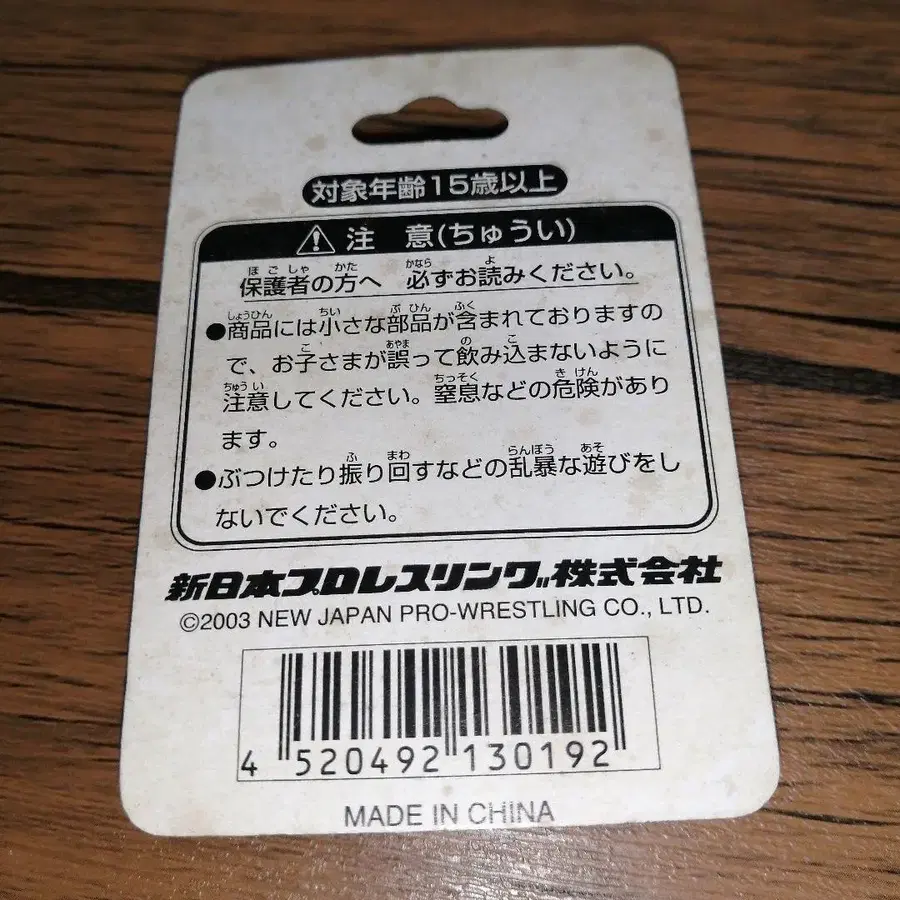 対象年齢15歳以上
注 意(ちゅうい)
保護者の方へ 必ずお読みください。
●商品には小さな部品が含まれておりますの
で、お子さまが誤って飲み込まないように
注意してください。窒息などの危険があり
ます。
●ぶつけたり振り回すなどの乱暴な遊びをし
ないでください。
新日本プロレスリング株式会社
©2003 NEW JAPAN PRO-WRESTLING CO., LTD.
4 520492 130192
MADE IN CHINA